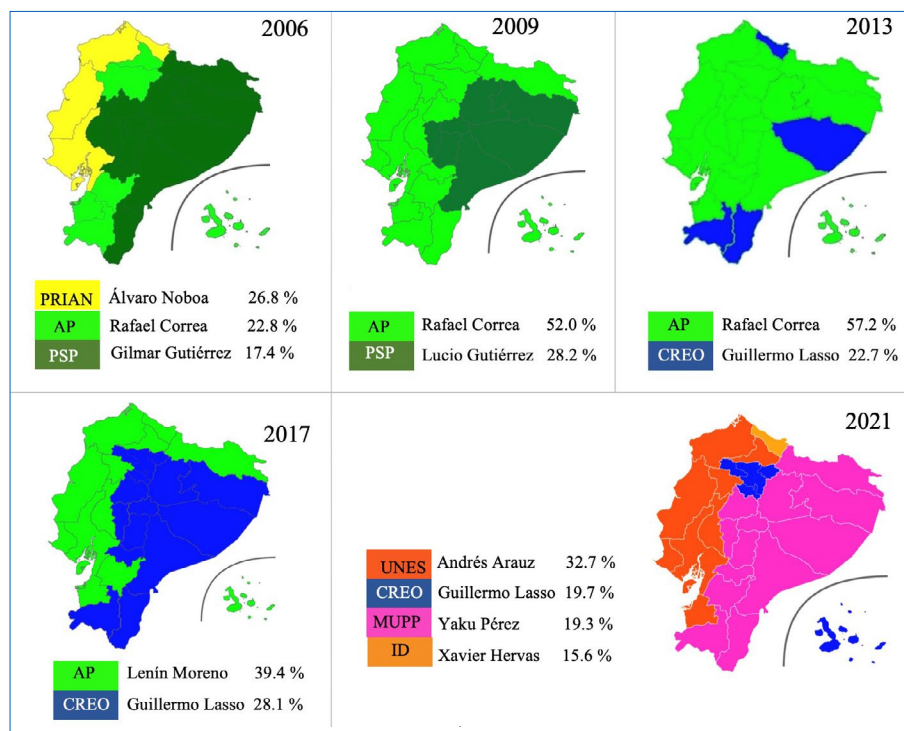 2006
PRIAN Álvaro Noboa 26.8 %
AP Rafael Correa 22.8 %
PSP Gilmar Gutiérrez 17.4 %
2009
AP Rafael Correa 52.0 %
PSP Lucio Gutiérrez 28.2 %
2013
AP Rafael Correa 57.2 %
CREO Guillermo Lasso 22.7 %
2017
AP Lenín Moreno 39.4 %
CREO Guillermo Lasso 28.1 %
2021
UNES Andrés Arauz 32.7 %
CREO Guillermo Lasso 19.7 %
MUPP Yaku Pérez 19.3 %
ID Xavier Hervas 15.6 %